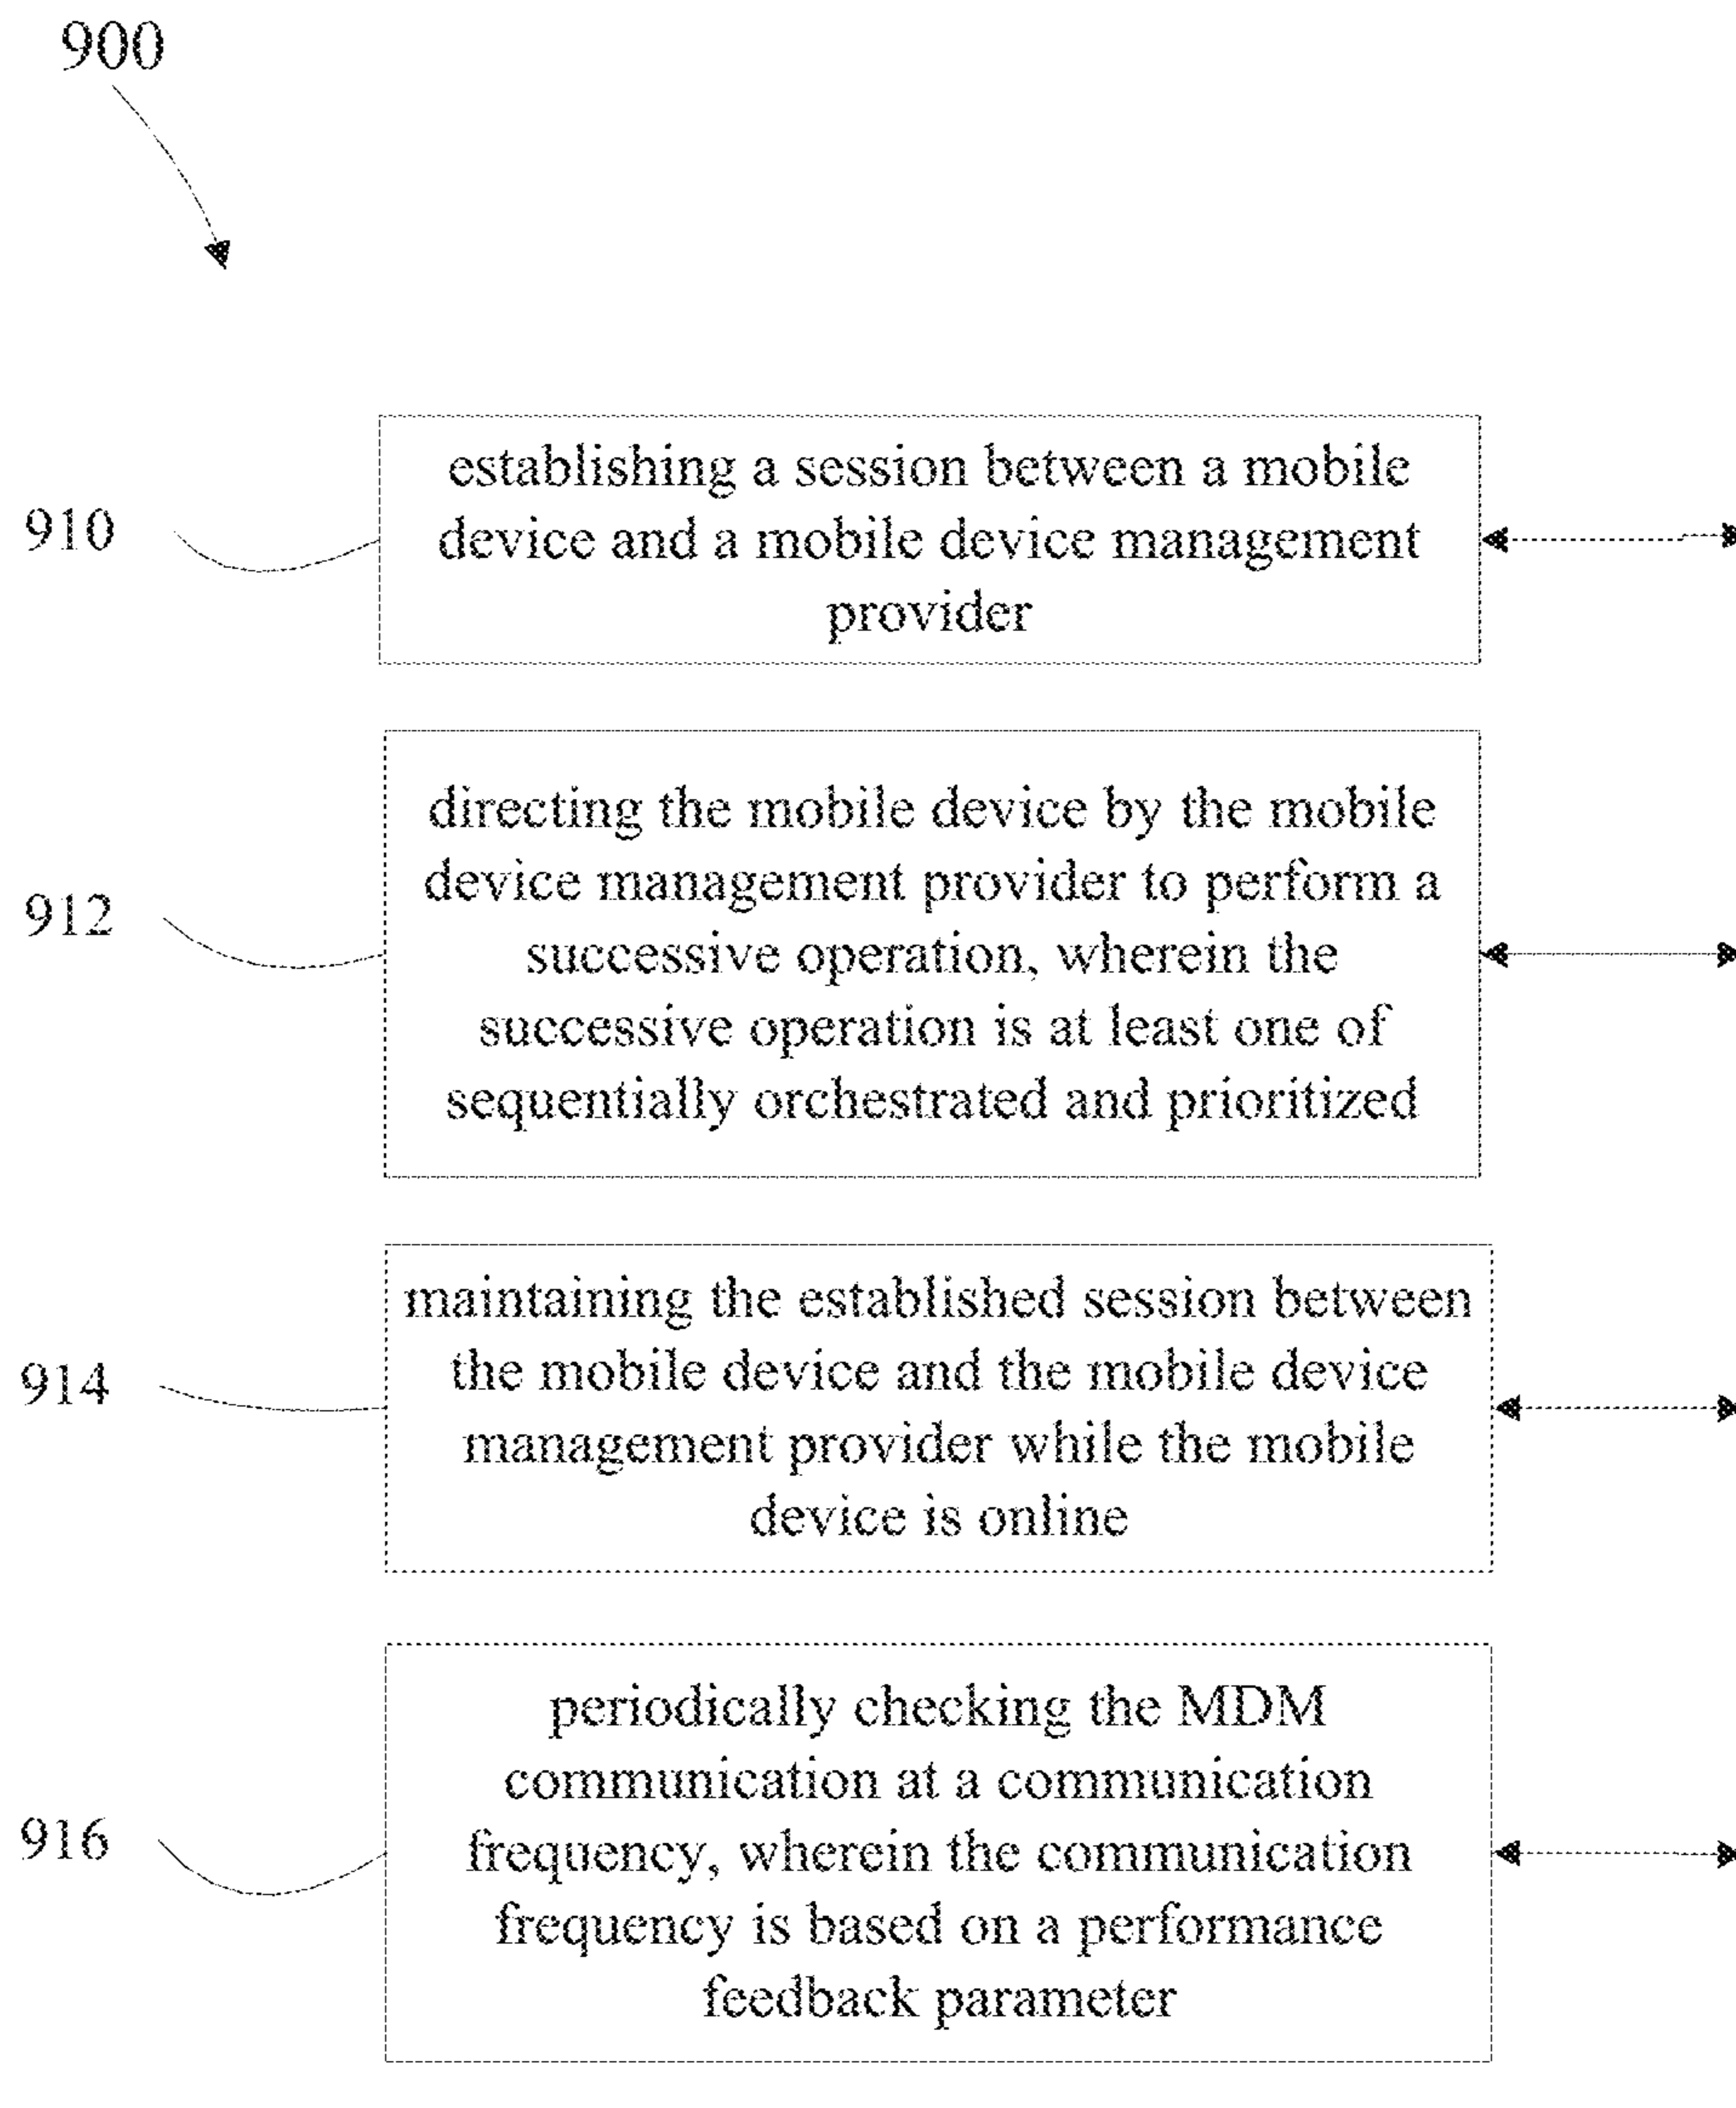 900
910
establishing a session between a mobile
device and a mobile device management
provider
912
directing the mobile device by the mobile
device management provider to perform a
successive operation, wherein the
successive operation is at least one of
sequentially orchestrated and prioritized
914
maintaining the established session between
the mobile device and the mobile device
management provider while the mobile
device is online
916
periodically checking the MDM
communication at a communication
frequency, wherein the communication
frequency is based on a performance
feedback parameter